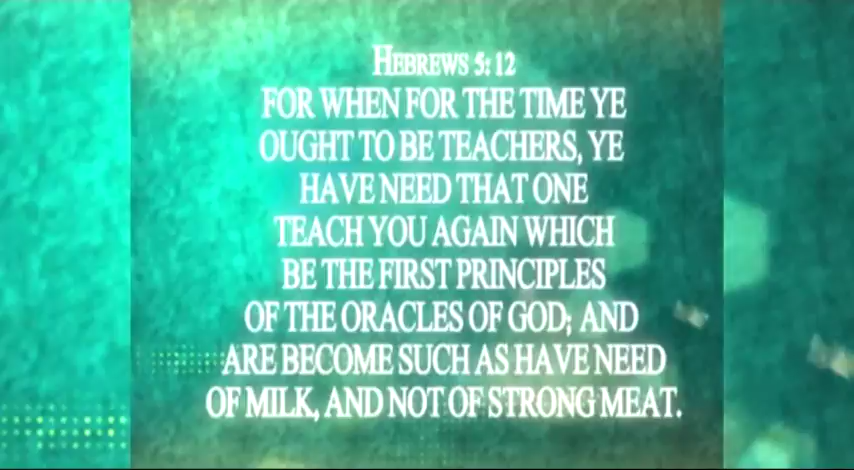 HEBREWS 5:12
FOR WHEN FOR THE TIME YE
OUGHT TO BE TEACHERS, YE
HAVE NEED THAT ONE
TEACH YOU AGAIN WHICH
BE THE FIRST PRINCIPLES
OF THE ORACLES OF GOD; AND
ARE BECOME SUCH AS HAVE NEED
OF MILK, AND NOT OF STRONG MEAT.